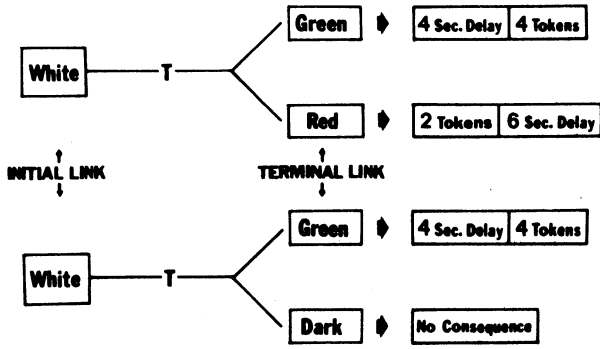 Green
4 Sec. Delay 4 Tokens
White
T
Red
2 Tokens 6 Sec. Delay
INITIAL LINK
TERMINAL LINK
Green
4 Sec. Delay 4 Tokens
White
T
Dark
No Consequence